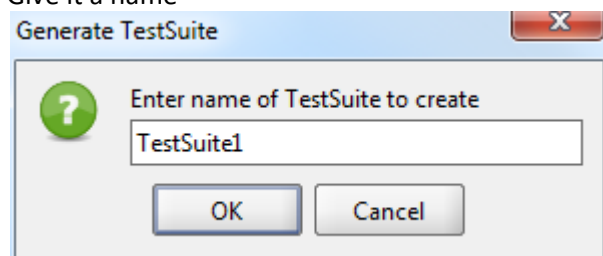 Give it a name
Generate TestSuite
Enter name of TestSuite to create
TestSuite1
OK Cancel